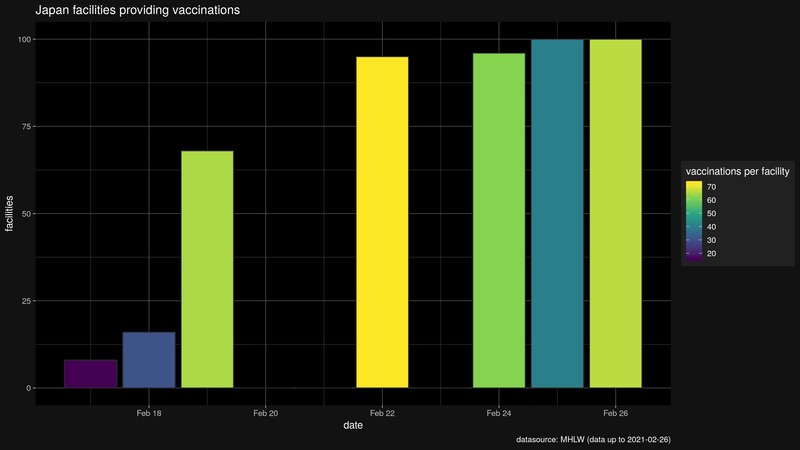 Japan facilities providing vaccinations
100
75
50
25
0
facilities
Feb 18 Feb 20 Feb 22 Feb 24 Feb 26
date
vaccinations per facility
70
60
50
40
30
20
datasource: MHLW (data up to 2021-02-26)